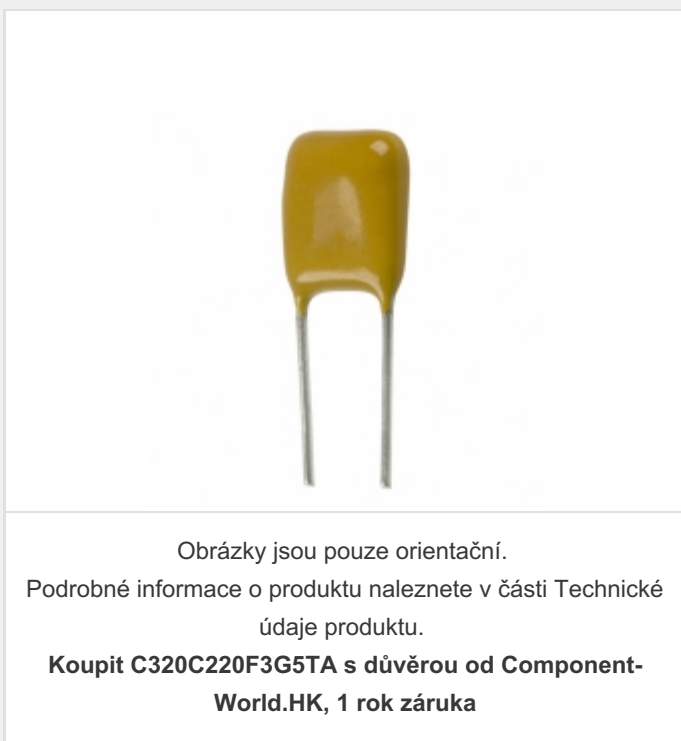 Obrázky jsou pouze orientační.
Podrobné informace o produktu naleznete v části Technické
údaje produktu.
Koupit C320C220F3G5TA s důvěrou od Component-
World.HK, 1 rok záruka